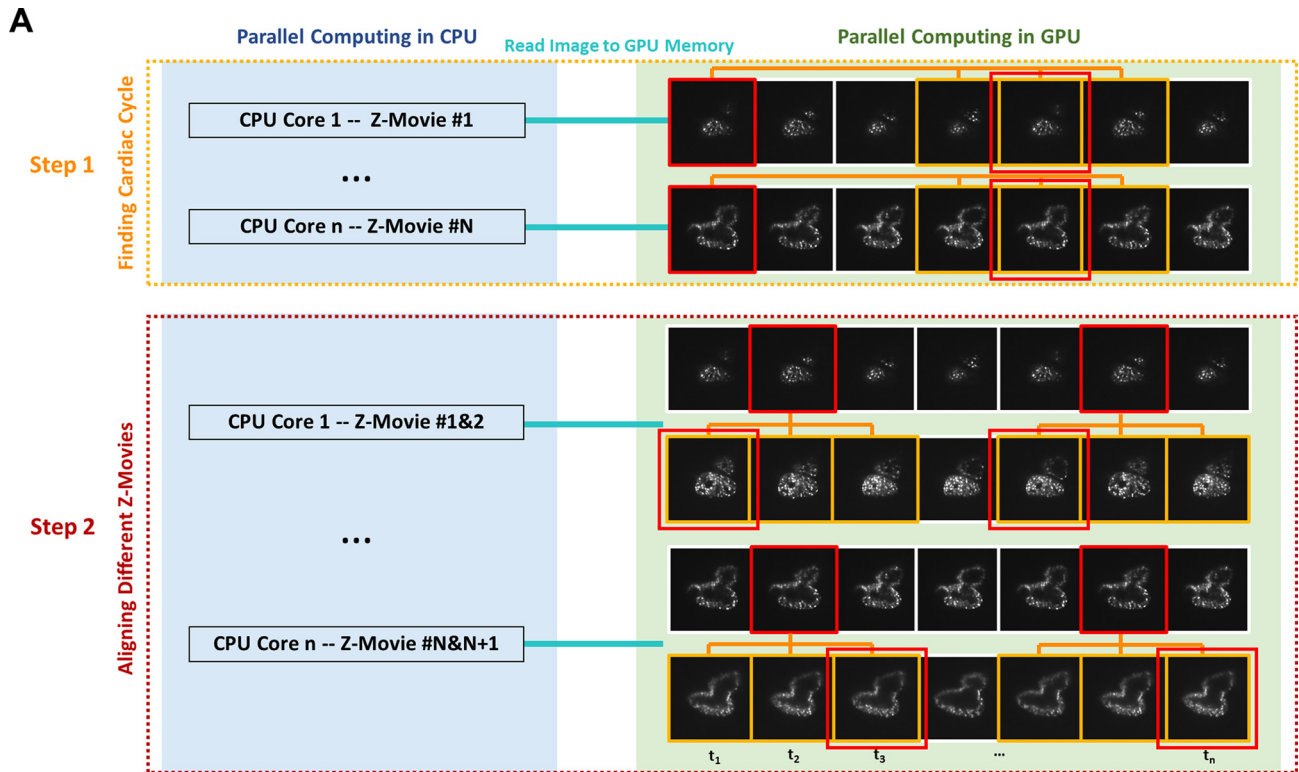 A
Parallel Computing in CPU
Read Image to GPU Memory
Parallel Computing in GPU
Step 1
Finding Cardiac Cycle
CPU Core 1 -- Z-Movie #1
...
CPU Core n -- Z-Movie #N
Step 2
Aligning Different Z-Movies
CPU Core 1 -- Z-Movie #1&2
...
CPU Core n -- Z-Movie #N&N+1
t1 t2 t3 ... tn